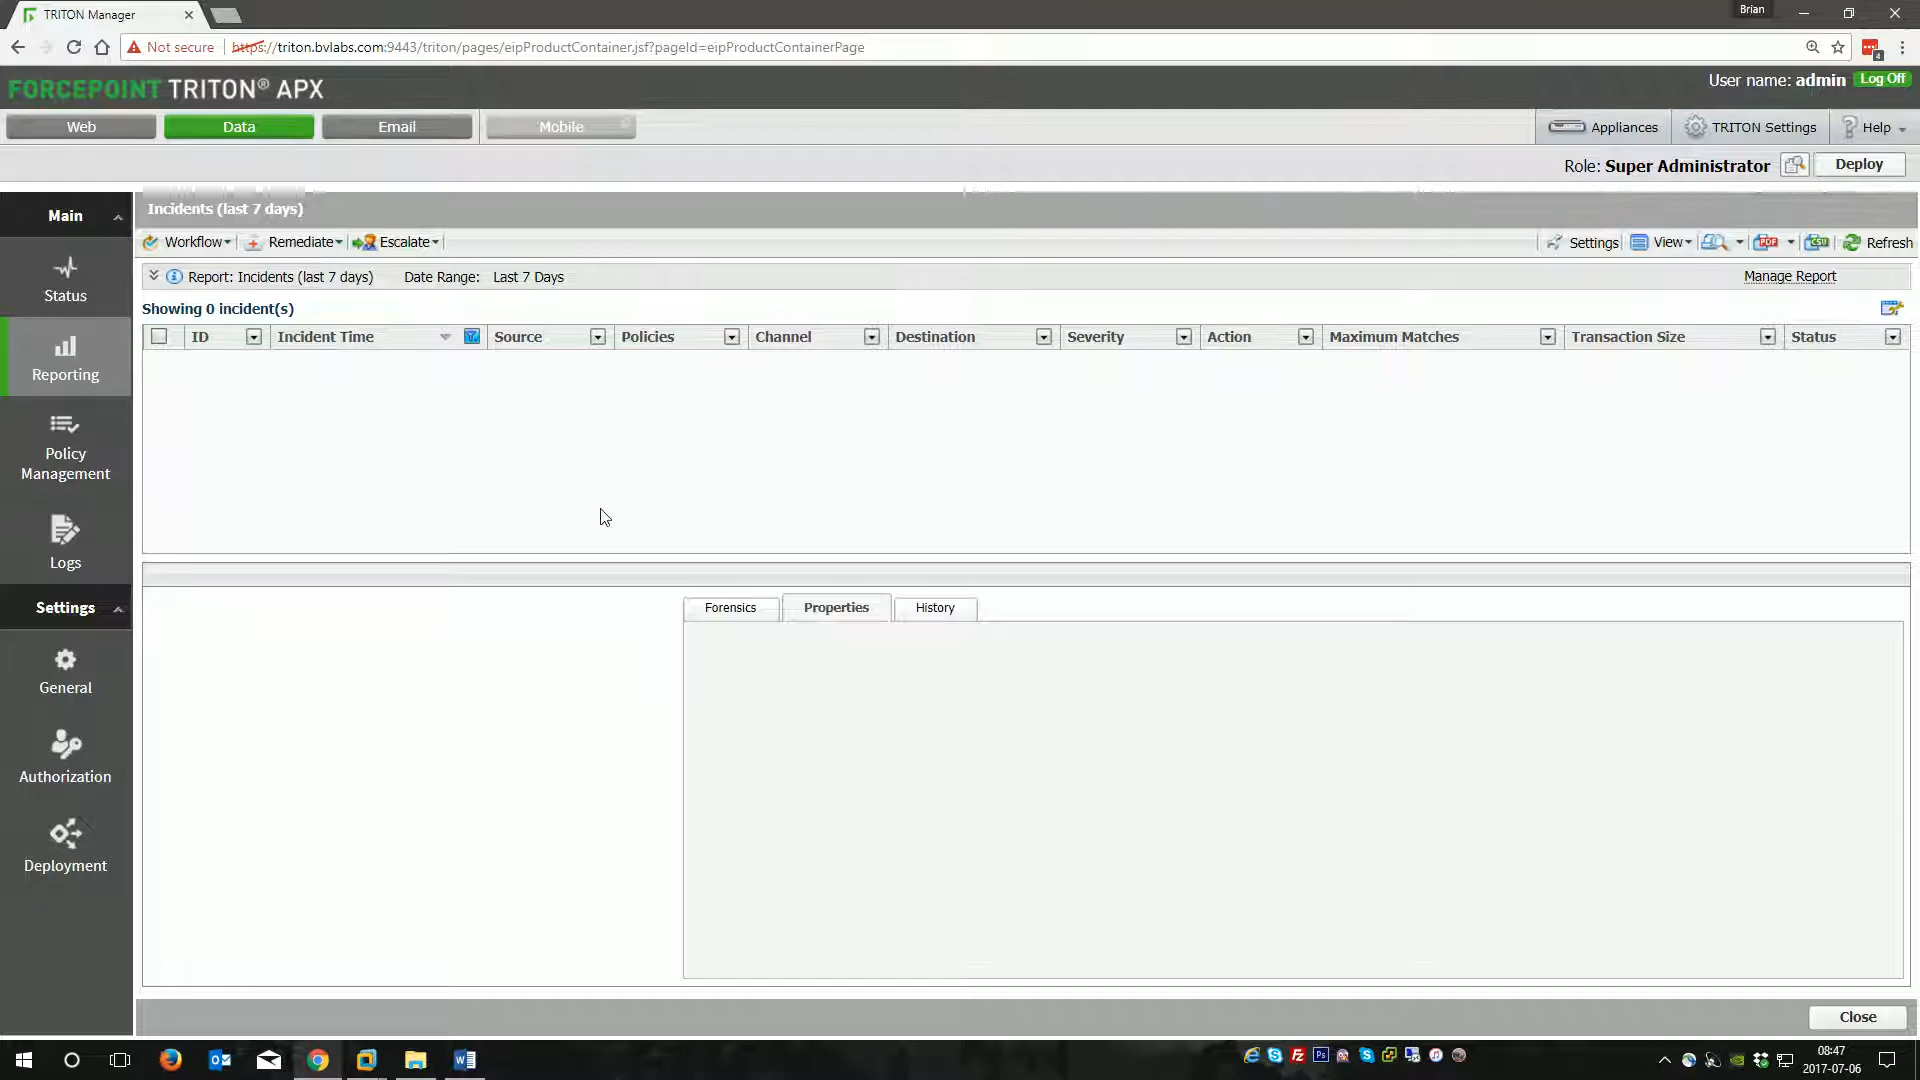 TRITON Manager
Brian
Not secure https://triton.bvlabs.com:9443/triton/pages/eipProductContainer.jsf?pageId=eipProductContainerPage
4
FORCEPOINT TRITON® APX
User name: admin Log Off
Web Data Email Mobile
Appliances TRITON Settings Help
Role: Super Administrator Deploy
Main
Incidents (last 7 days)
Workflow Remediate Escalate
Settings View PDF CSV Refresh
Report: Incidents (last 7 days) Date Range: Last 7 Days Manage Report
Showing 0 incident(s)
ID Incident Time Source Policies Channel Destination Severity Action Maximum Matches Transaction Size Status
Status
Reporting
Policy
Management
Logs
Settings
General
Authorization
Deployment
Forensics Properties History
Close
08:47
2017-07-06